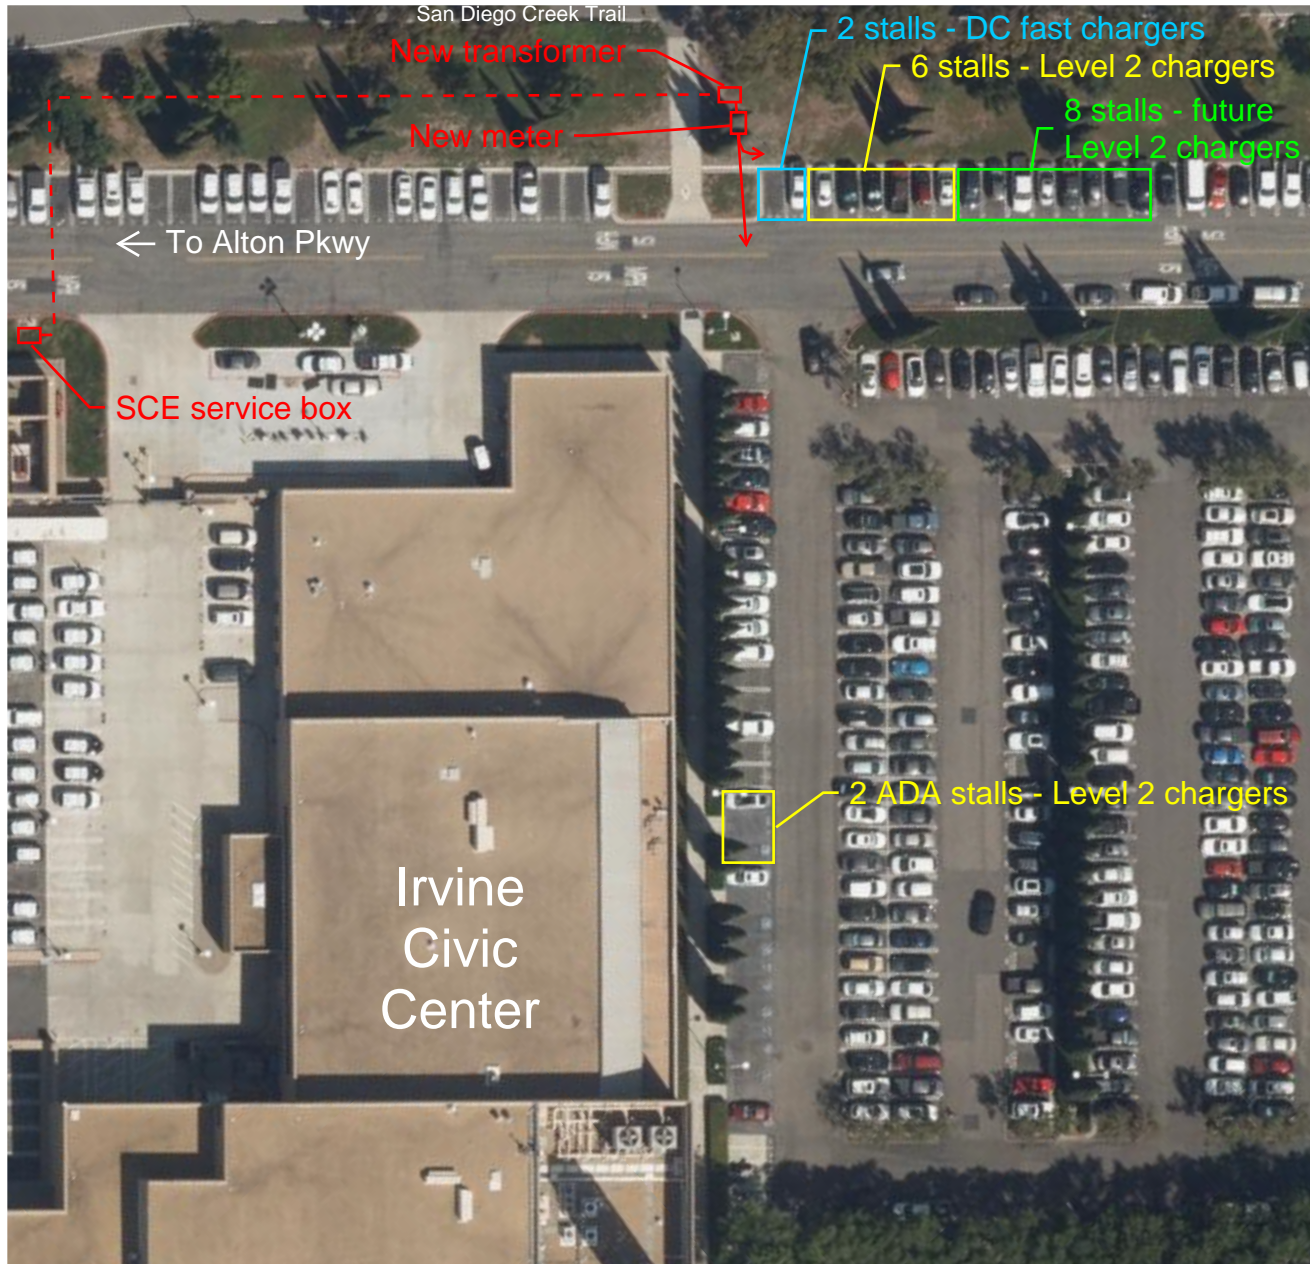 San Diego Creek Trail
2 stalls - DC fast chargers
New transformer
6 stalls - Level 2 chargers
8 stalls - future
Level 2 chargers
New meter
To Alton Pkwy
SCE service box
2 ADA stalls - Level 2 chargers
Irvine
Civic
Center